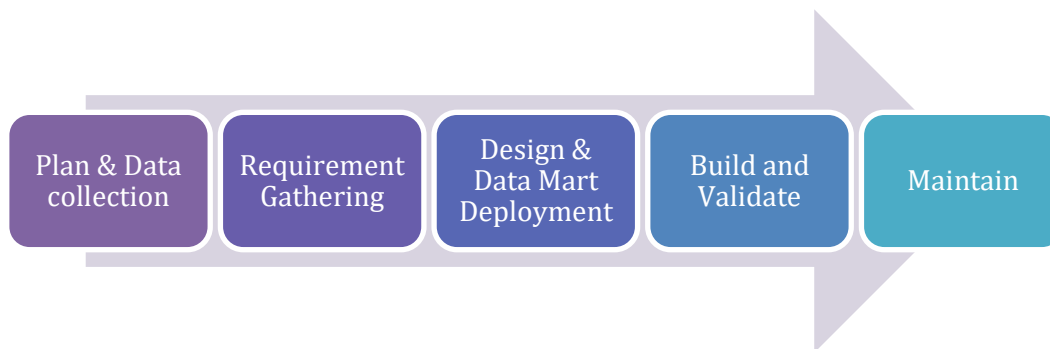 Plan & Data
collection
Requirement
Gathering
Design &
Data Mart
Deployment
Build and
Validate
Maintain